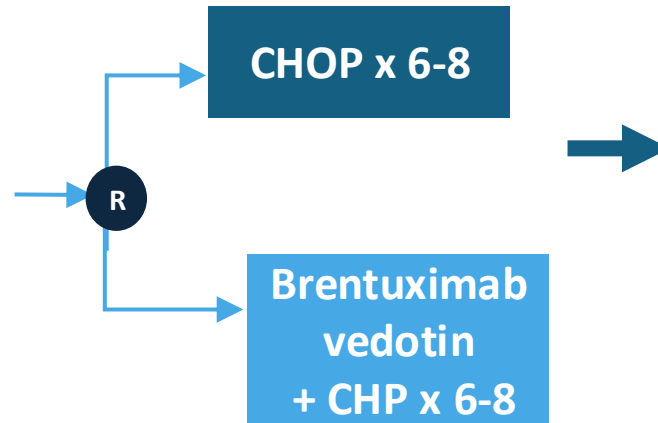 CHOP x 6-8
R
Brentuximab
vedotin
+ CHP x 6-8